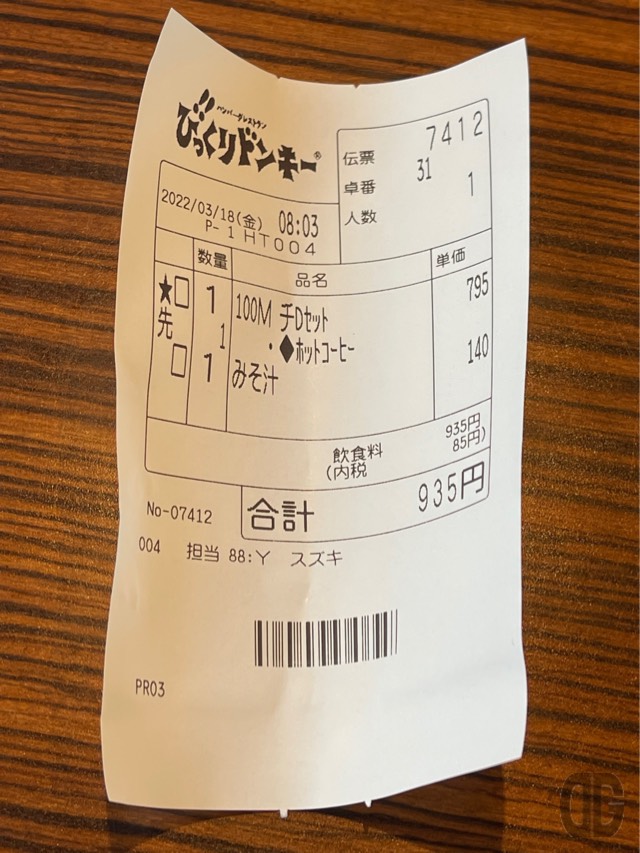 ハンバーグレストラン
びっくりドンキー®
伝票 7412
卓番 31
人数 1
2022/03/18(金) 08:03
P- 1 HT004
数量 品名 単価
★□ 1 100M チDセット 795
先 1 ・◆ホットコーヒー
□ 1 みそ汁 140
飲食料 935円
(内税 85円)
合計 935円
No-07412
004 担当 88:Y スズキ
PR03
DG